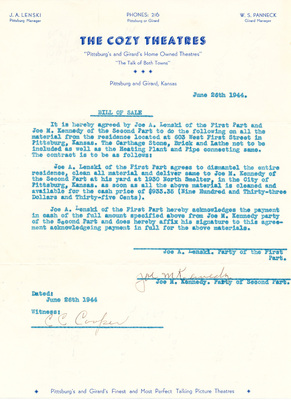 J. A. LENSKI
Pittsburg Manager
PHONES: 216
Pittsburg or Girard
W. S. PANNECK
Girard Manager
THE COZY THEATRES
"Pittsburg's and Girard's Home Owned Theatres"
"The Talk of Both Towns"
Pittsburg and Girard, Kansas
June 26th 1944.
BILL OF SALE
It is hereby agreed by Joe A. Lenski of the First Part and
Joe M. Kennedy of the Second Part to do the following on all the
material from the residence located at 603 West First Street in
Pittsburg, Kansas. The Carthage Stone, Brick and Lathe not to be
included as well as the Heating Plant and Pipe connecting same.
The contract is to be as follows:
Joe A. Lenski of the First Part agrees to dismantle the entire
residence, clean all material and deliver same to Joe M. Kennedy of
the Second Part at his yard at 1930 North Smelter, in the City of
Pittsburg, Kansas, as soon as all the above material is cleaned and
available for the cash price of $933.35 (Nine Hundred and Thirty-three
Dollars and Thirty-five Cents).
Joe A. Lenski of the First Part hereby acknowledges the payment
in cash of the full amount specified above from Joe M. Kennedy party
of the Second Part and does hereby affix his signature to this agree-
ment acknowledgeing payment in full for the above materials.
Joe A. Lenski, Party of the First
Part.
Joe M Kennedy
Joe M. Kennedy, Party of Second Part.
Dated:
June 26th 1944
Witness:
C C Cooper
Pittsburg's and Girard's Finest and Most Perfect Talking Picture Theatres